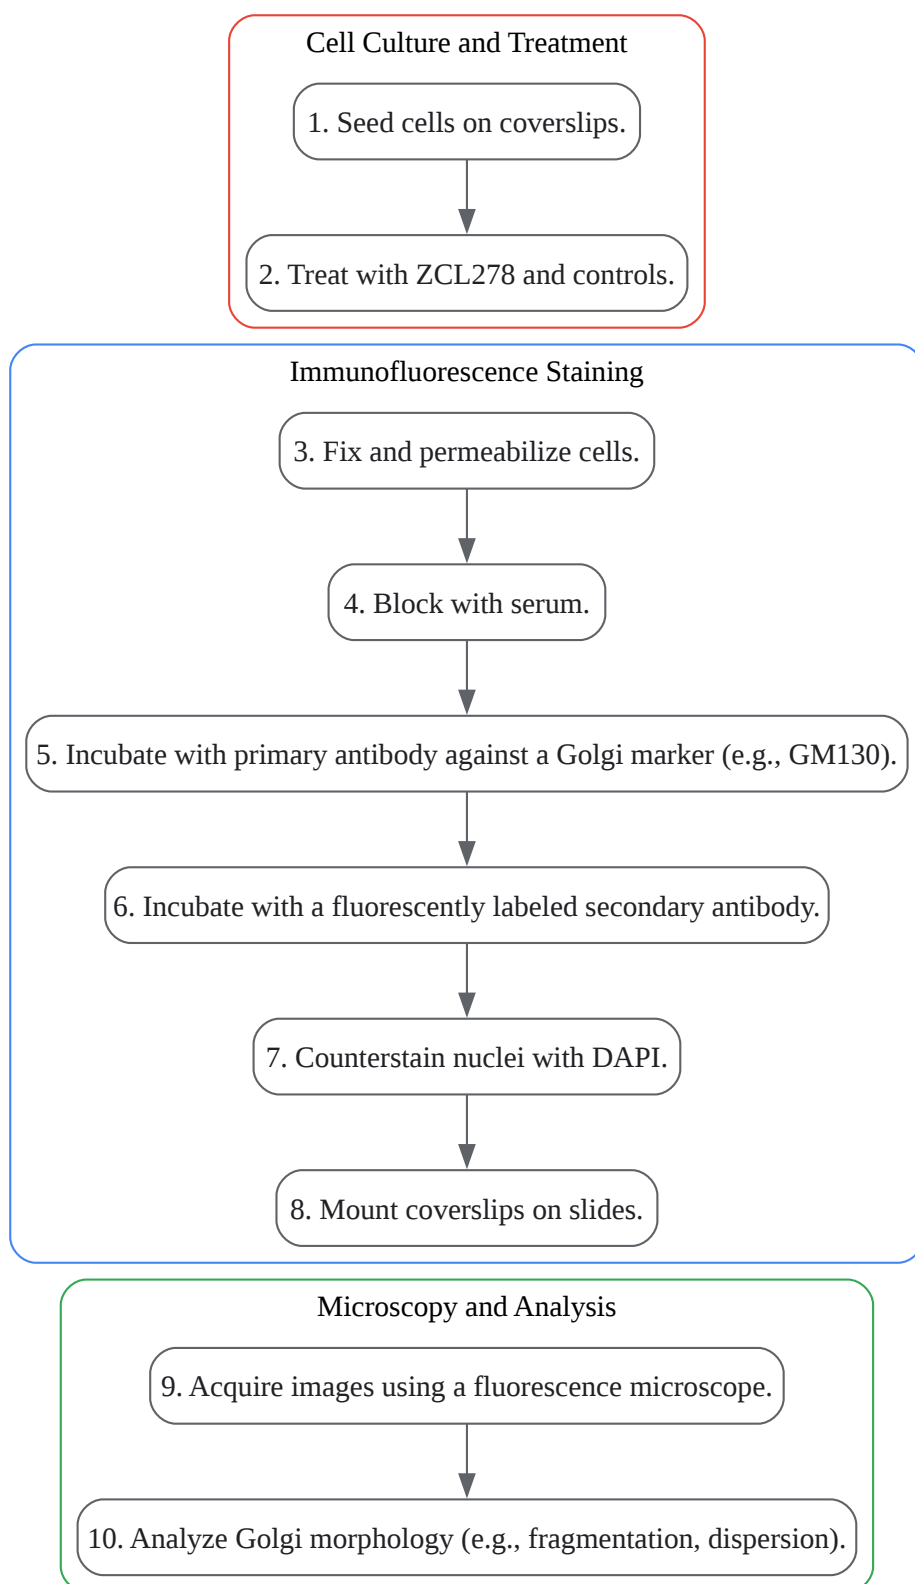 Cell Culture and Treatment
1. Seed cells on coverslips.
2. Treat with ZCL278 and controls.
Immunofluorescence Staining
3. Fix and permeabilize cells.
4. Block with serum.
5. Incubate with primary antibody against a Golgi marker (e.g., GM130).
6. Incubate with a fluorescently labeled secondary antibody.
7. Counterstain nuclei with DAPI.
8. Mount coverslips on slides.
Microscopy and Analysis
9. Acquire images using a fluorescence microscope.
10. Analyze Golgi morphology (e.g., fragmentation, dispersion).